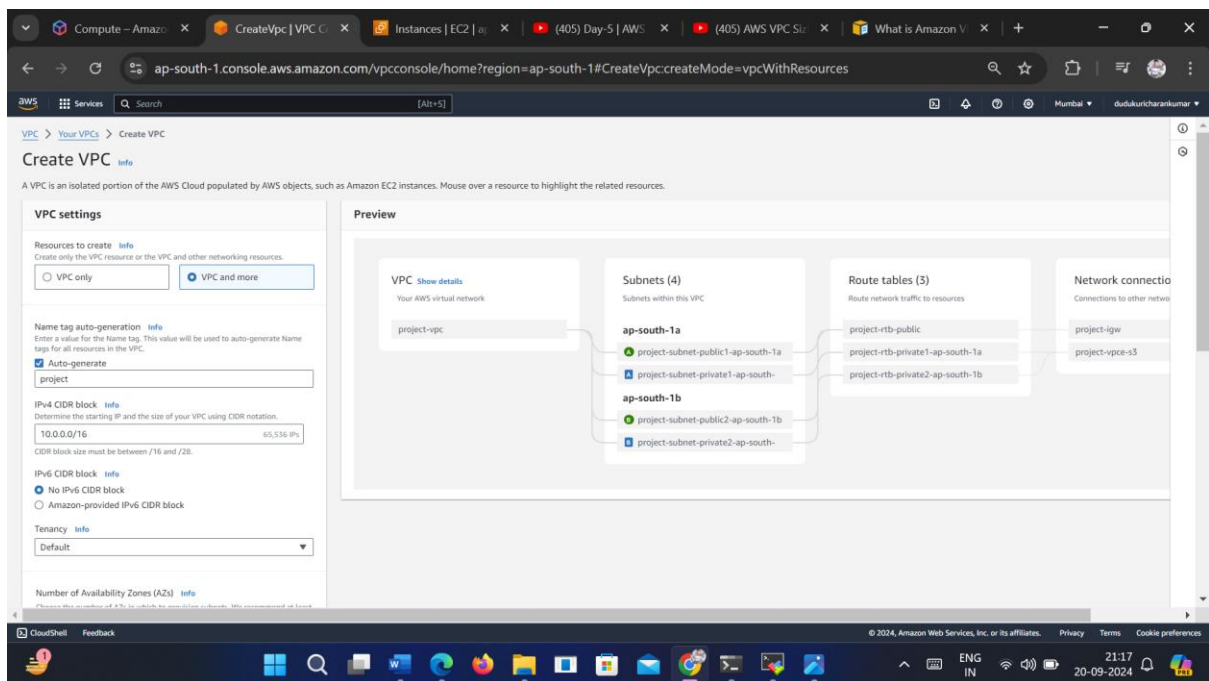 Compute – Amazo
CreateVpc | VPC C
Instances | EC2 | ap
(405) Day-5 | AWS
(405) AWS VPC Siz
What is Amazon V
ap-south-1.console.aws.amazon.com/vpcconsole/home?region=ap-south-1#CreateVpc:createMode=vpcWithResources
aws
Services
Search
[Alt+S]
Mumbai
dudukuricharankumar
VPC > Your VPCs > Create VPC
Create VPC Info
A VPC is an isolated portion of the AWS Cloud populated by AWS objects, such as Amazon EC2 instances. Mouse over a resource to highlight the related resources.
VPC settings
Resources to create Info
Create only the VPC resource or the VPC and other networking resources.
VPC only
VPC and more
Name tag auto-generation Info
Enter a value for the Name tag. This value will be used to auto-generate Name
tags for all resources in the VPC.
Auto-generate
project
IPv4 CIDR block Info
Determine the starting IP and the size of your VPC using CIDR notation.
10.0.0.0/16
65,536 IPs
CIDR block size must be between /16 and /28.
IPv6 CIDR block Info
No IPv6 CIDR block
Amazon-provided IPv6 CIDR block
Tenancy Info
Default
Number of Availability Zones (AZs) Info
Preview
VPC Show details
Your AWS virtual network
project-vpc
Subnets (4)
Subnets within this VPC
ap-south-1a
A project-subnet-public1-ap-south-1a
A project-subnet-private1-ap-south-
ap-south-1b
project-subnet-public2-ap-south-1b
B project-subnet-private2-ap-south-
Route tables (3)
Route network traffic to resources
project-rtb-public
project-rtb-private1-ap-south-1a
project-rtb-private2-ap-south-1b
Network connectio
Connections to other netwo
project-igw
project-vpce-s3
CloudShell
Feedback
© 2024, Amazon Web Services, Inc. or its affiliates.
Privacy
Terms
Cookie preferences
1
ENG
IN
21:17
20-09-2024
PRE